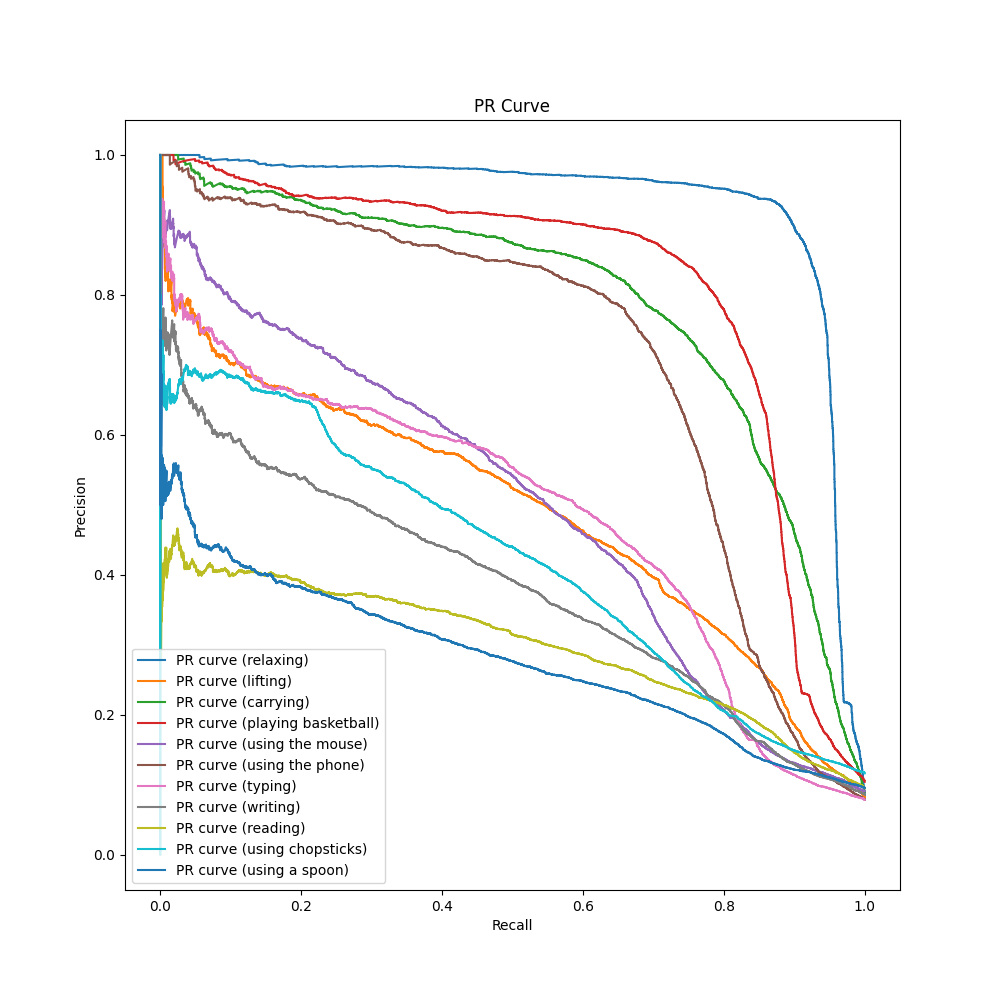 PR Curve
1.0
0.8
0.6
0.4
0.2
0.0
Precision
PR curve (relaxing)
PR curve (lifting)
PR curve (carrying)
PR curve (playing basketball)
PR curve (using the mouse)
PR curve (using the phone)
PR curve (typing)
PR curve (writing)
PR curve (reading)
PR curve (using chopsticks)
PR curve (using a spoon)
0.0 0.2 0.4 0.6 0.8 1.0
Recall